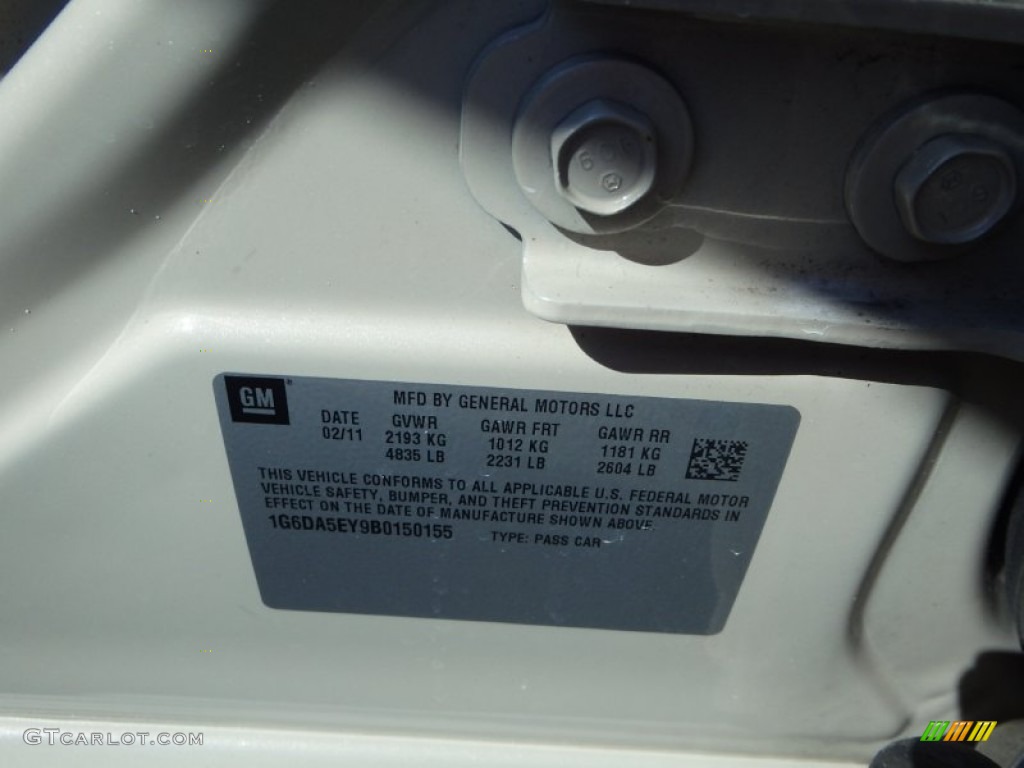 GM
MFD BY GENERAL MOTORS LLC
DATE GVWR GAWR FRT GAWR RR
02/11 2193 KG 1012 KG 1181 KG
4835 LB 2231 LB 2604 LB
THIS VEHICLE CONFORMS TO ALL APPLICABLE U.S. FEDERAL MOTOR
VEHICLE SAFETY, BUMPER, AND THEFT PREVENTION STANDARDS IN
EFFECT ON THE DATE OF MANUFACTURE SHOWN ABOVE.
1G6DA5EY9B0150155 TYPE: PASS CAR
GTCarlot.com